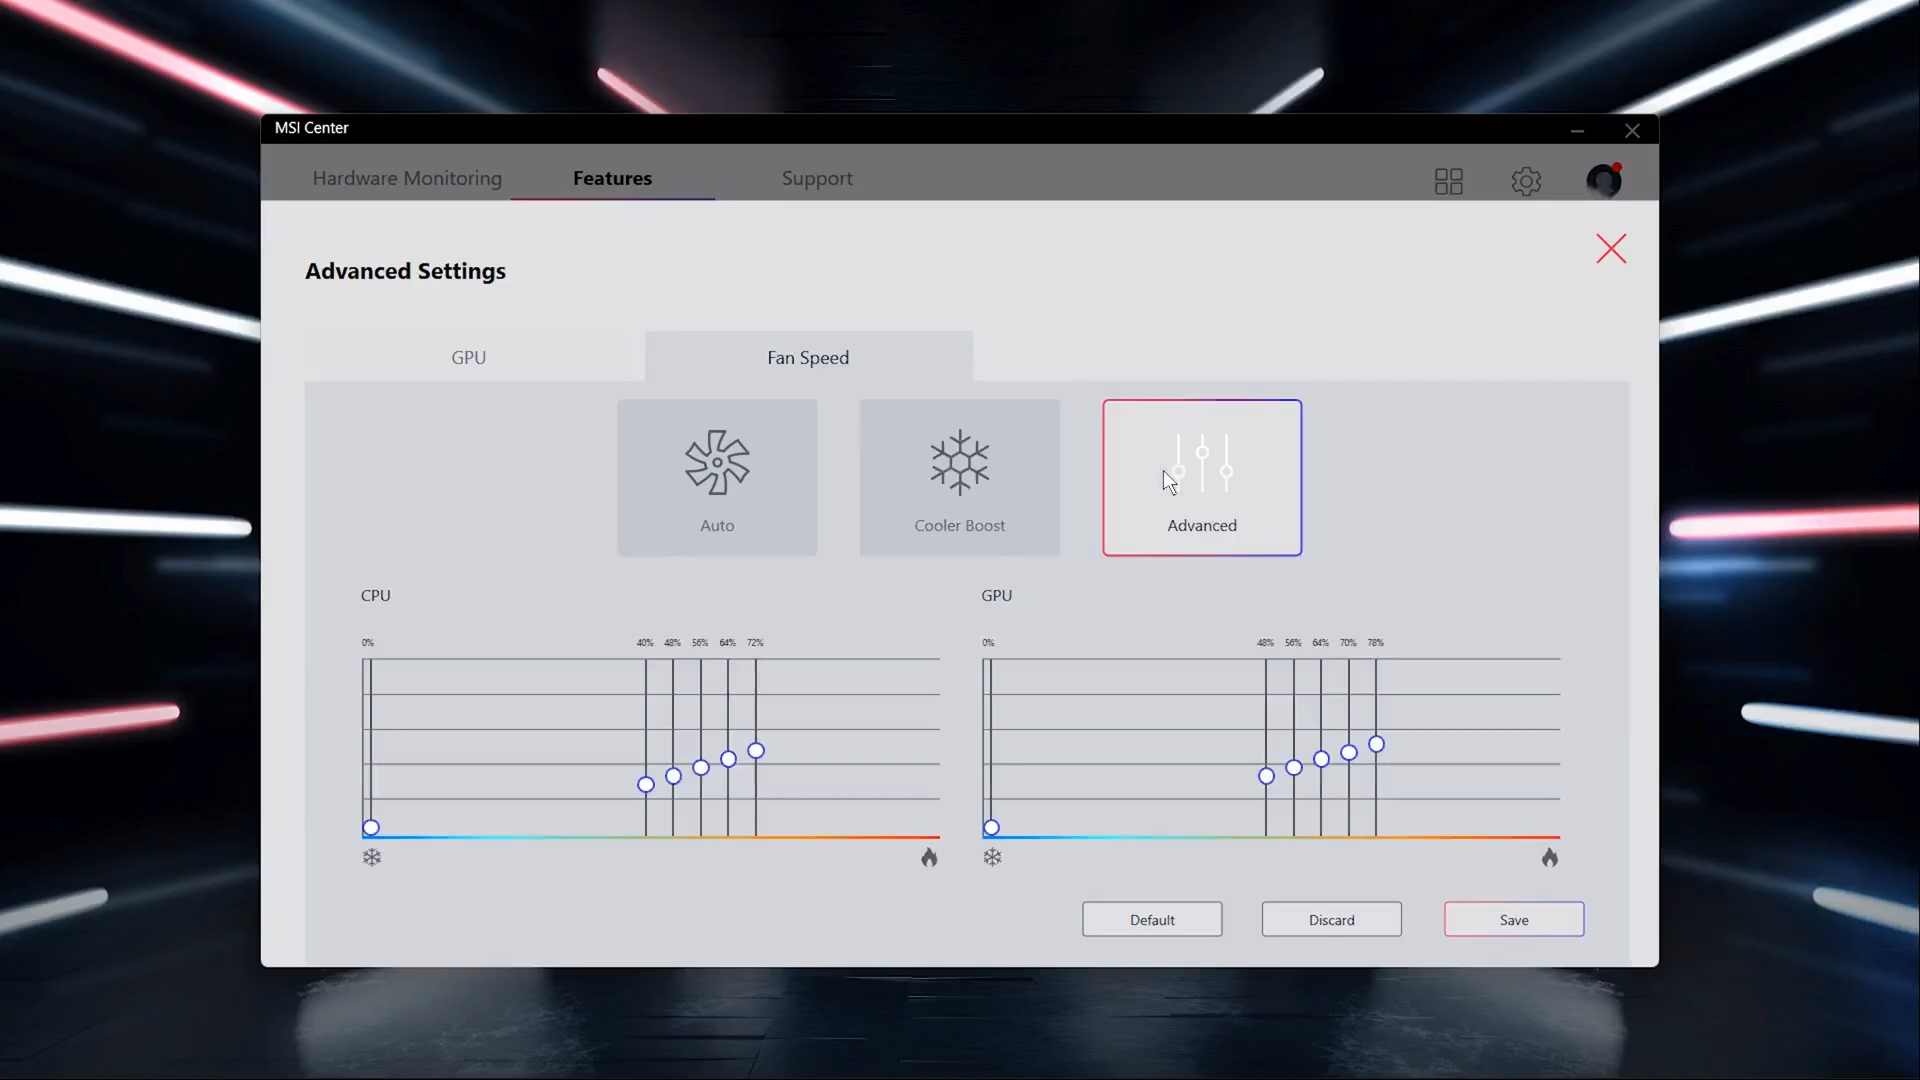 MSI Center
Hardware Monitoring
Features
Support
Advanced Settings
GPU
Fan Speed
Auto
Cooler Boost
Advanced
CPU
0% 40% 48% 56% 64% 72%
GPU
0% 48% 56% 64% 70% 78%
Default
Discard
Save